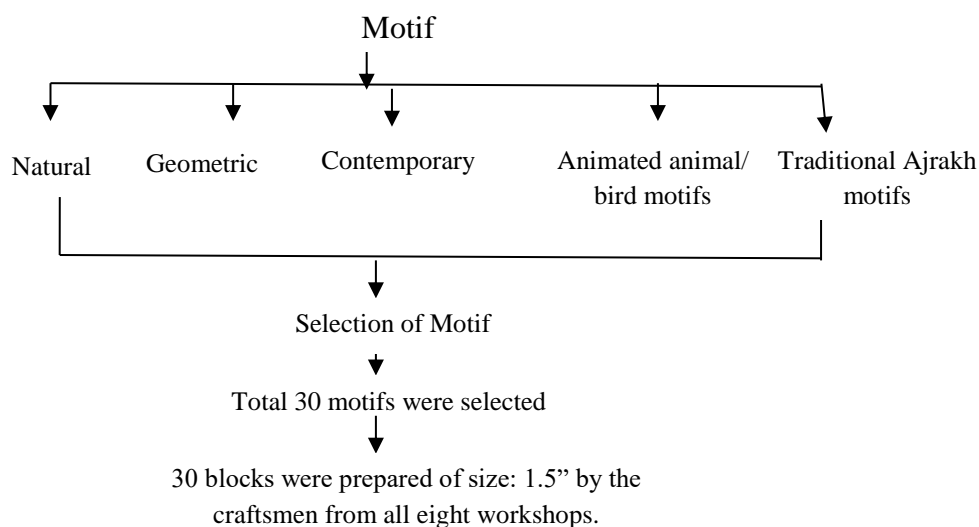 Motif
Natural
Geometric
Contemporary
Animated animal/
bird motifs
Traditional Ajrakh
motifs
Selection of Motif
Total 30 motifs were selected
30 blocks were prepared of size: 1.5” by the
craftsmen from all eight workshops.